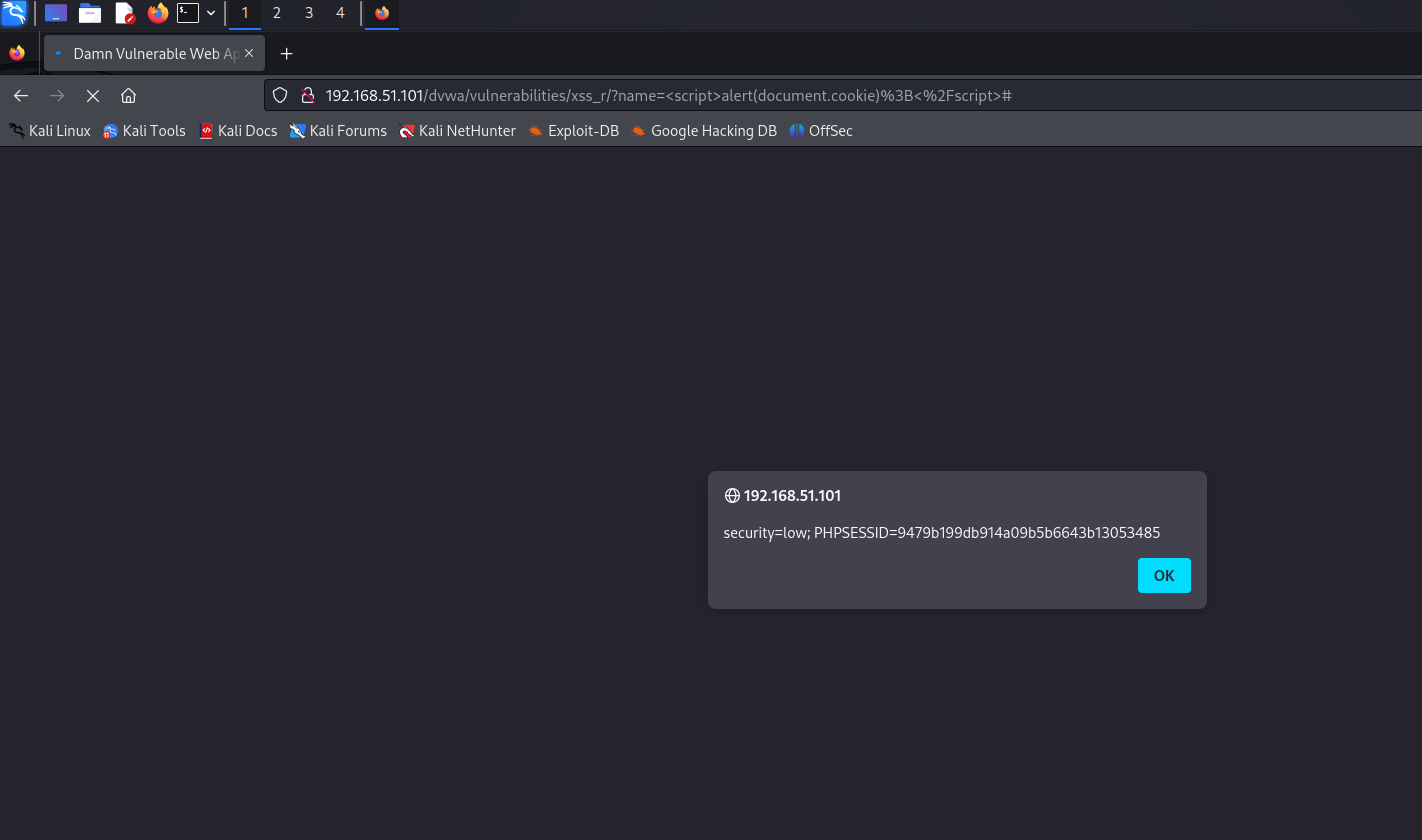 1 2 3 4
Damn Vulnerable Web Ap
192.168.51.101/dvwa/vulnerabilities/xss_r/?name=<script>alert(document.cookie)%3B<%2Fscript>#
Kali Linux Kali Tools Kali Docs Kali Forums Kali NetHunter Exploit-DB Google Hacking DB OffSec
192.168.51.101
security=low; PHPSESSID=9479b199db914a09b5b6643b13053485
OK